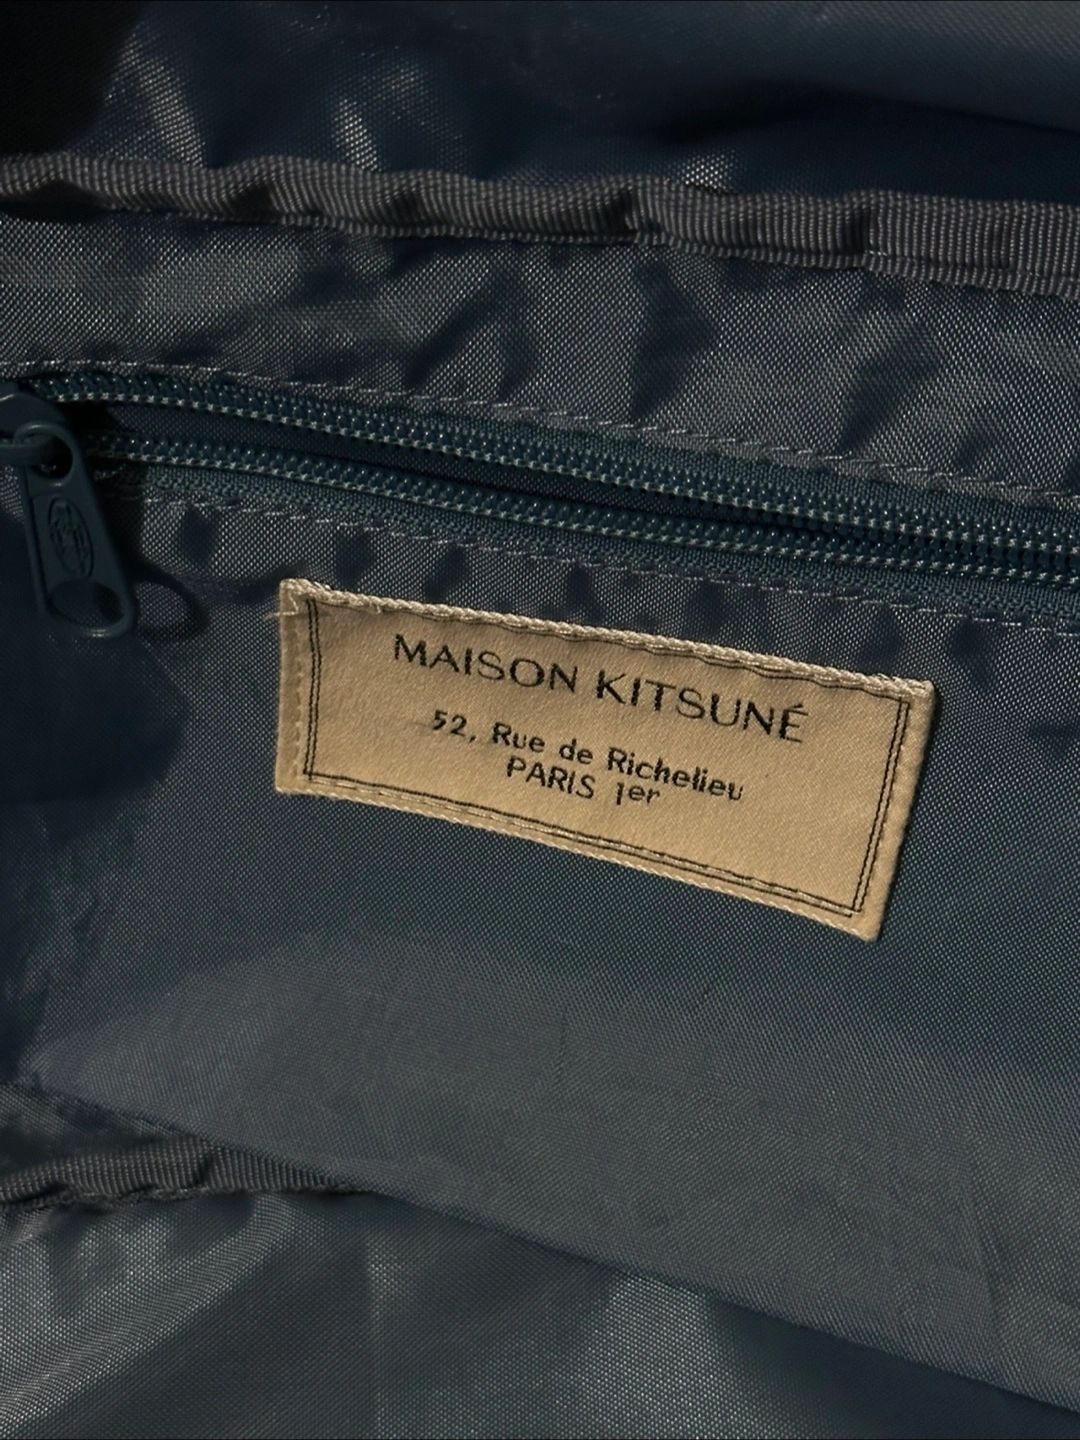 MAISON KITSUNÉ
52, Rue de Richelieu
PARIS 1er